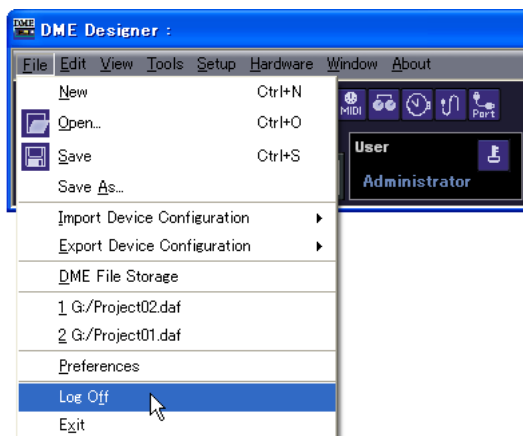 DME Designer :
File Edit View Tools Setup Hardware Window About
New Ctrl+N
Open... Ctrl+O
Save Ctrl+S
Save As...
Import Device Configuration
Export Device Configuration
DME File Storage
1 G:/Project02.daf
2 G:/Project01.daf
Preferences
Log Off
Exit
MIDI
Port
User
Administrator